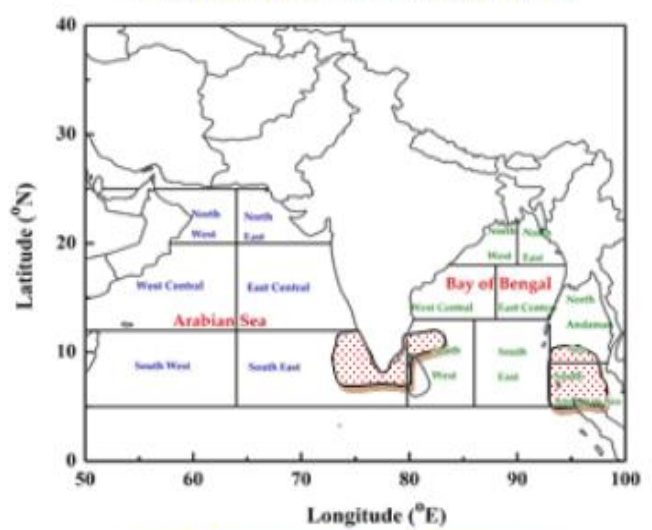 40
30
20
10
0
50
60
70
80
90
100
Latitude (°N)
Longitude (°E)
North
West
North
East
West Central
East Central
Arabian Sea
South West
South East
North
West
North
East
Bay of Bengal
West Central
East Central
West
South
East
North
Andaman